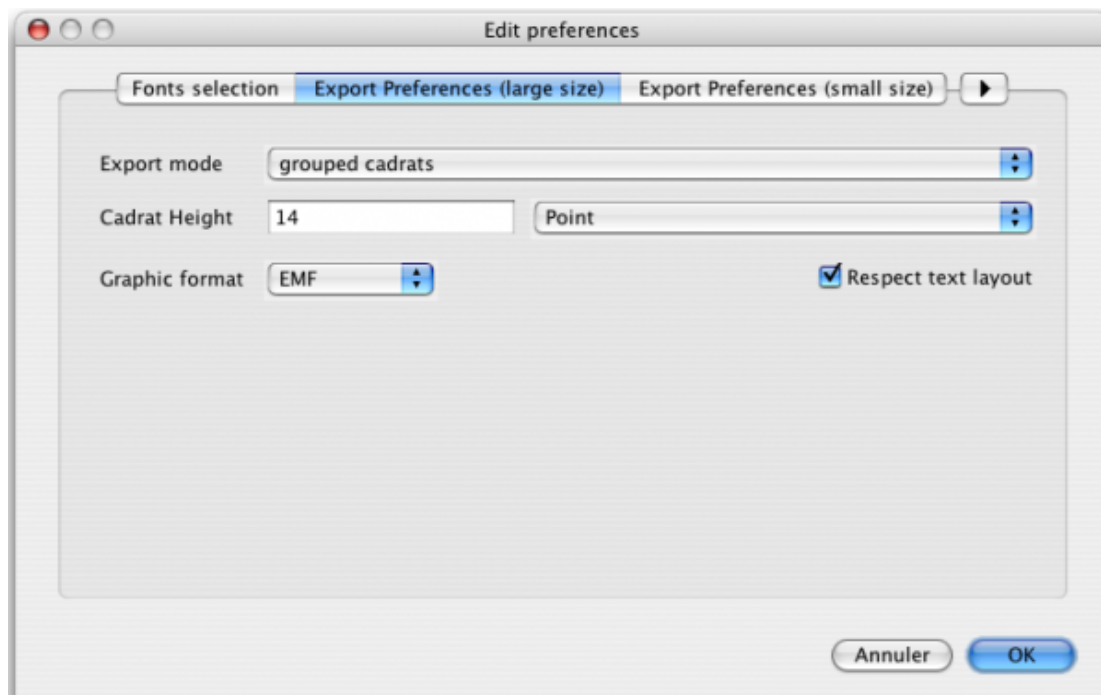 Edit preferences
Fonts selection Export Preferences (large size) Export Preferences (small size)
Export mode grouped cadrats
Cadrat Height 14 Point
Graphic format EMF Respect text layout
Annuler OK